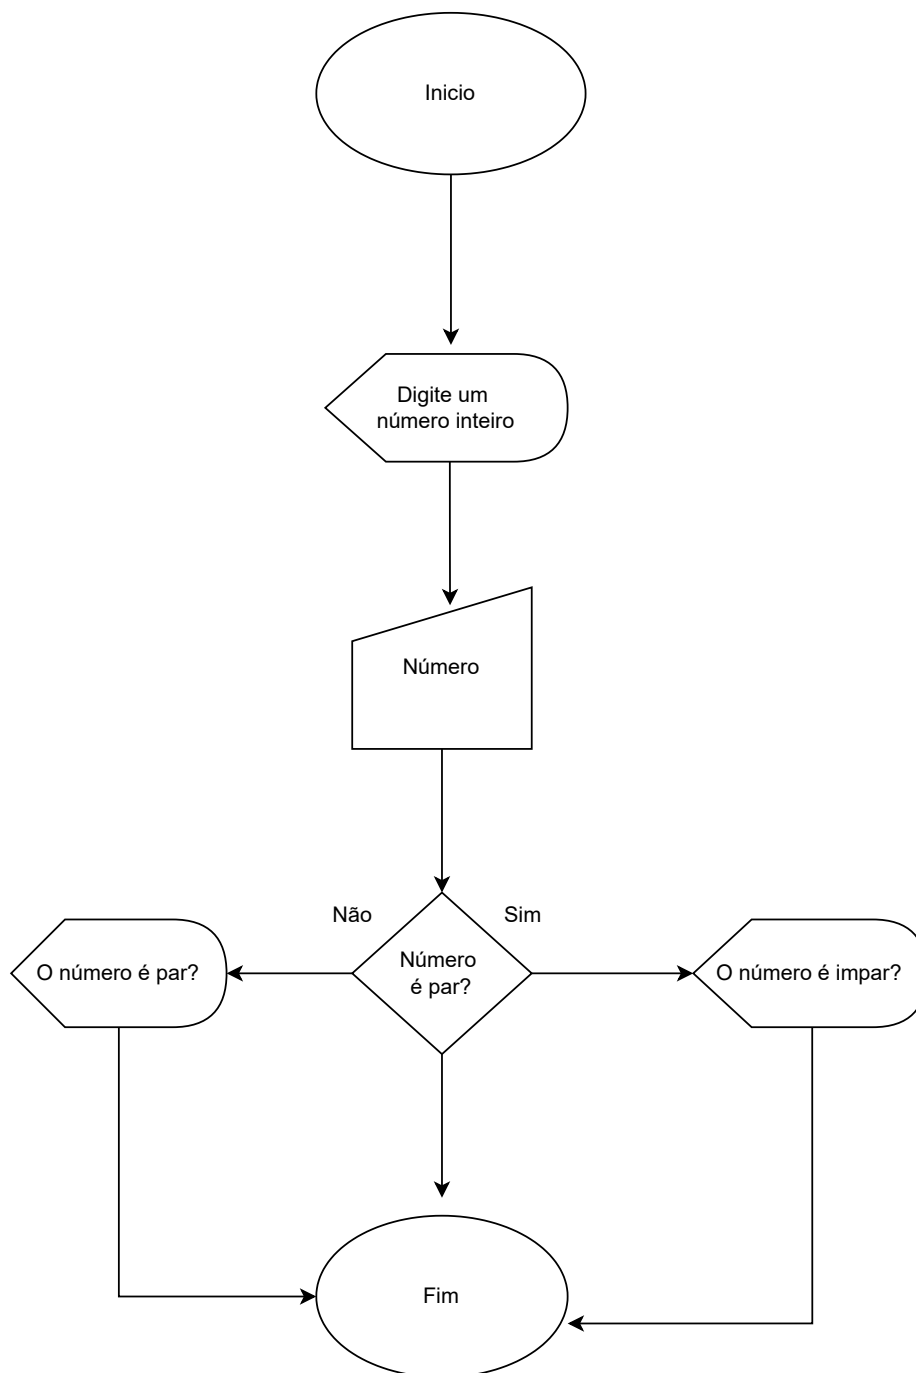 Inicio
Digite um
número inteiro
Número
Não
Sim
O número é par?
Número
é par?
O número é impar?
Fim